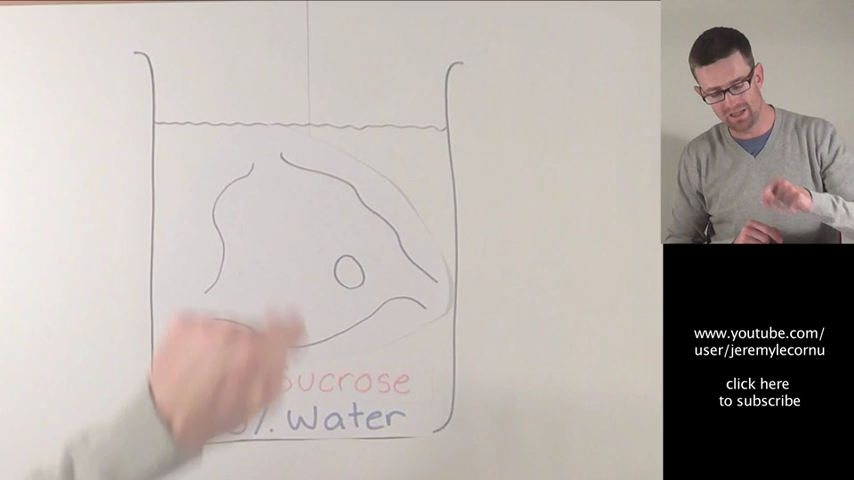 Sucrose
%. Water
www.youtube.com/
user/jeremylecornu
click here
to subscribe